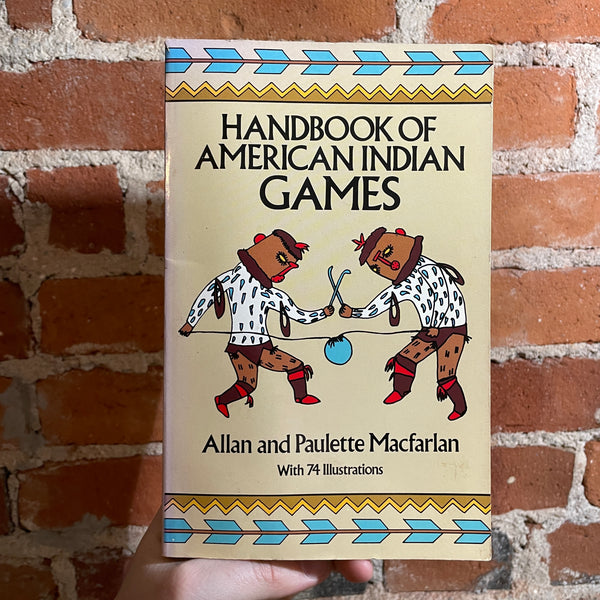 HANDBOOK OF
AMERICAN INDIAN
GAMES
Allan and Paulette Macfarlan
With 74 Illustrations